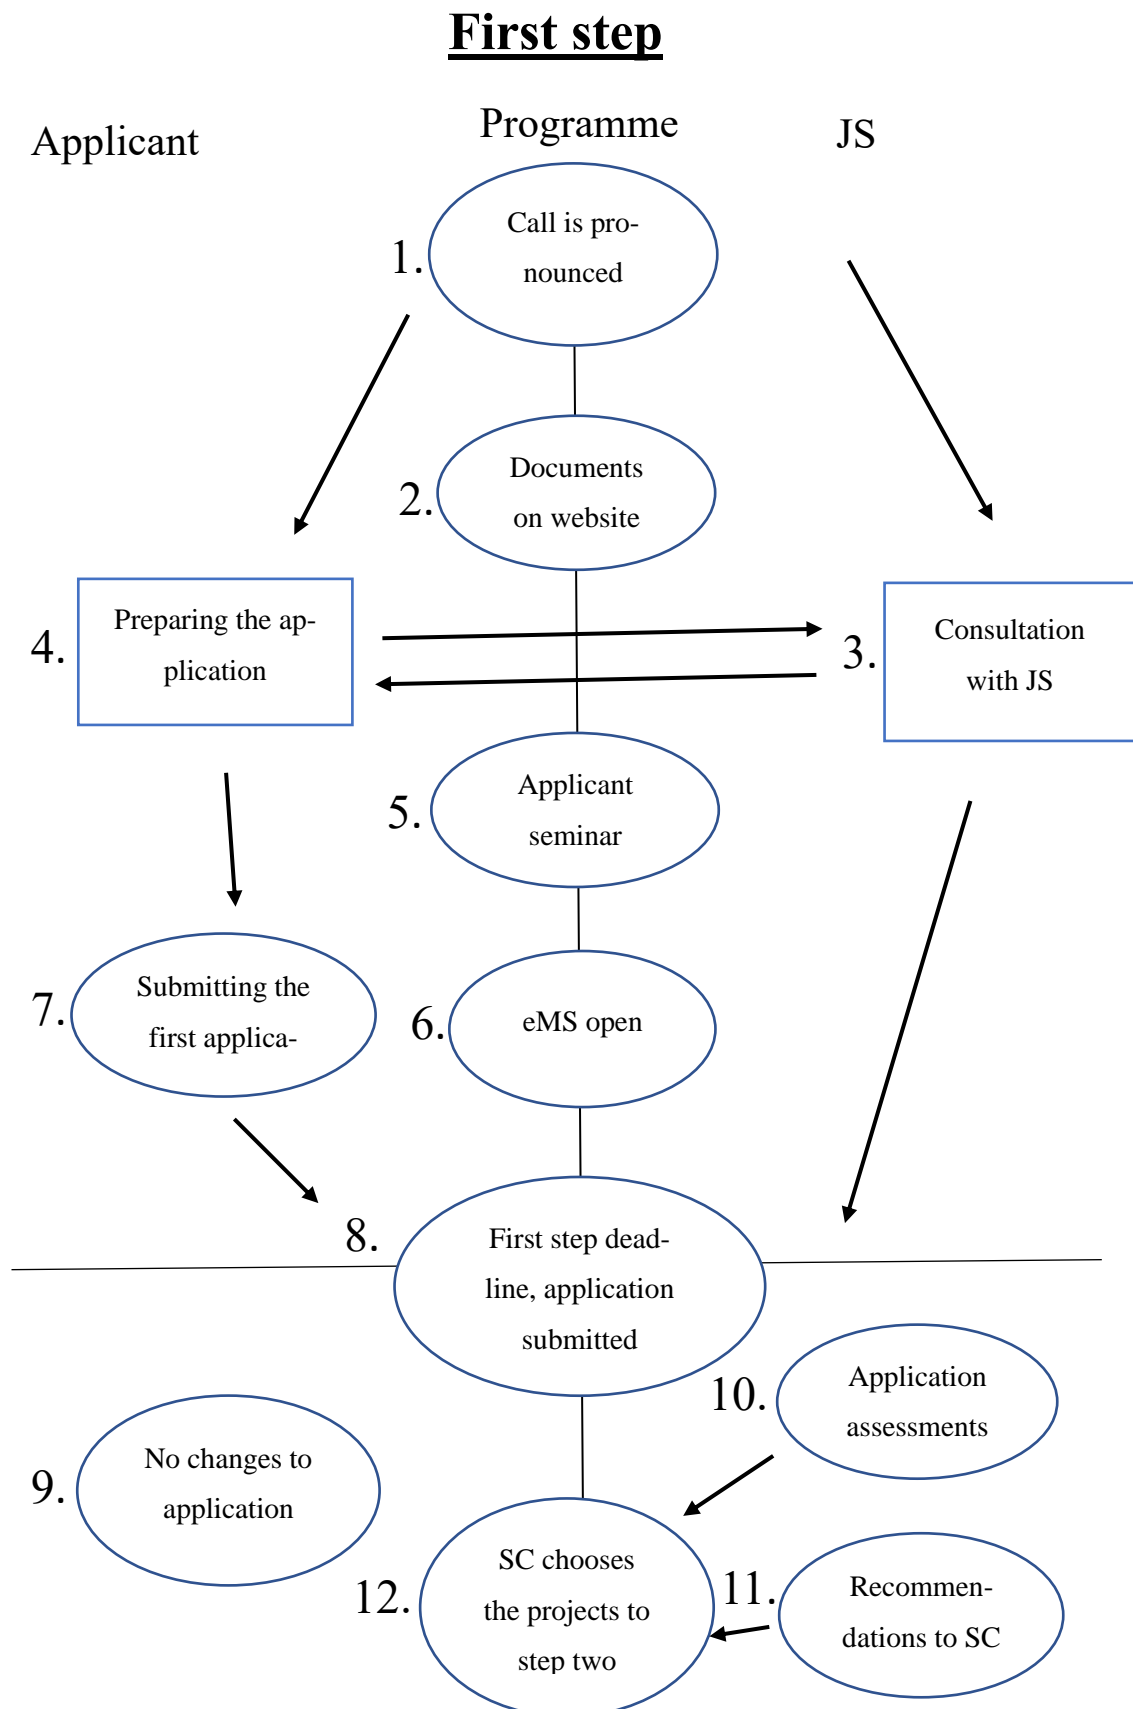 First step
Applicant
Programme
JS
1.
Call is pro-
nounced
2.
Documents
on website
4.
Preparing the ap-
plication
3.
Consultation
with JS
5.
Applicant
seminar
7.
Submitting the
first applica-
6.
eMS open
8.
First step dead-
line, application
submitted
10.
Application
assessments
9.
No changes to
application
12.
SC chooses
the projects to
step two
11.
Recommen-
dations to SC